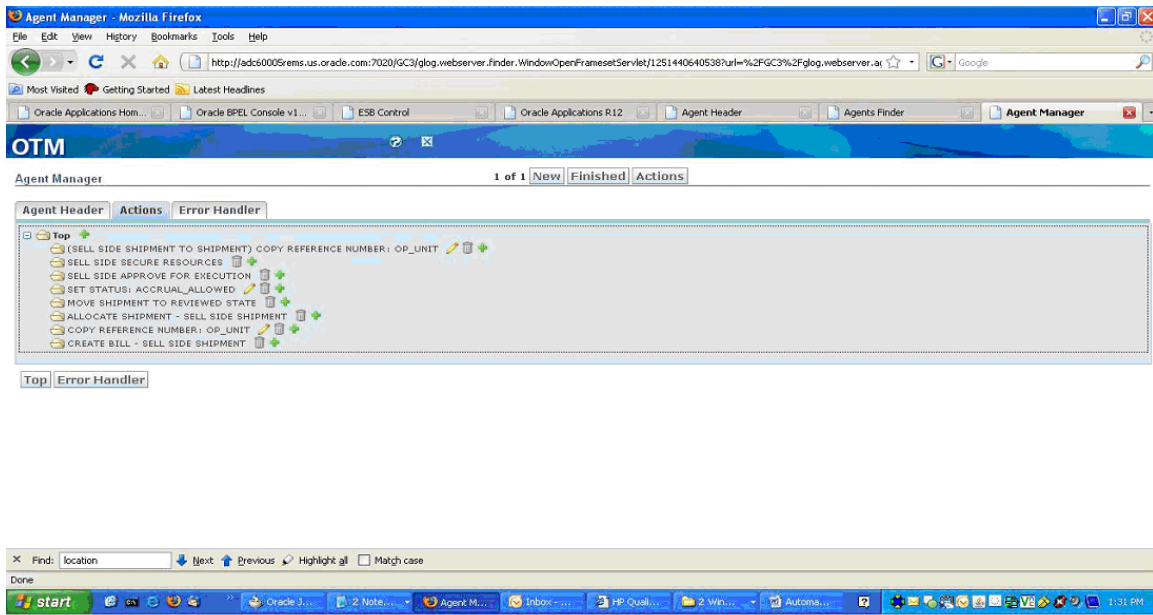 Agent Manager - Mozilla Firefox
File Edit View History Bookmarks Tools Help
http://adc60005rems.us.oracle.com:7020/GC3/glog.webserver.finder.WindowOpenFramesetServlet/1251440640538?url=%2FGC3%2Fglog.webserver.a
Google
Most Visited Getting Started Latest Headlines
Oracle Applications Hom... Oracle BPEL Console v1... ESB Control Oracle Applications R12 Agent Header Agents Finder Agent Manager
OTM
Agent Manager 1 of 1 New Finished Actions
Agent Header Actions Error Handler
Top
(SELL SIDE SHIPMENT TO SHIPMENT) COPY REFERENCE NUMBER: OP_UNIT
SELL SIDE SECURE RESOURCES
SELL SIDE APPROVE FOR EXECUTION
SET STATUS: ACCRUAL_ALLOWED
MOVE SHIPMENT TO REVIEWED STATE
ALLOCATE SHIPMENT - SELL SIDE SHIPMENT
COPY REFERENCE NUMBER: OP_UNIT
CREATE BILL - SELL SIDE SHIPMENT
Top Error Handler
Find: location Next Previous Highlight all Match case
Done
start Oracle J... 2 Note... Agent M... Inbox - ... HP Quali... 2 Win... Automa... 1:31 PM